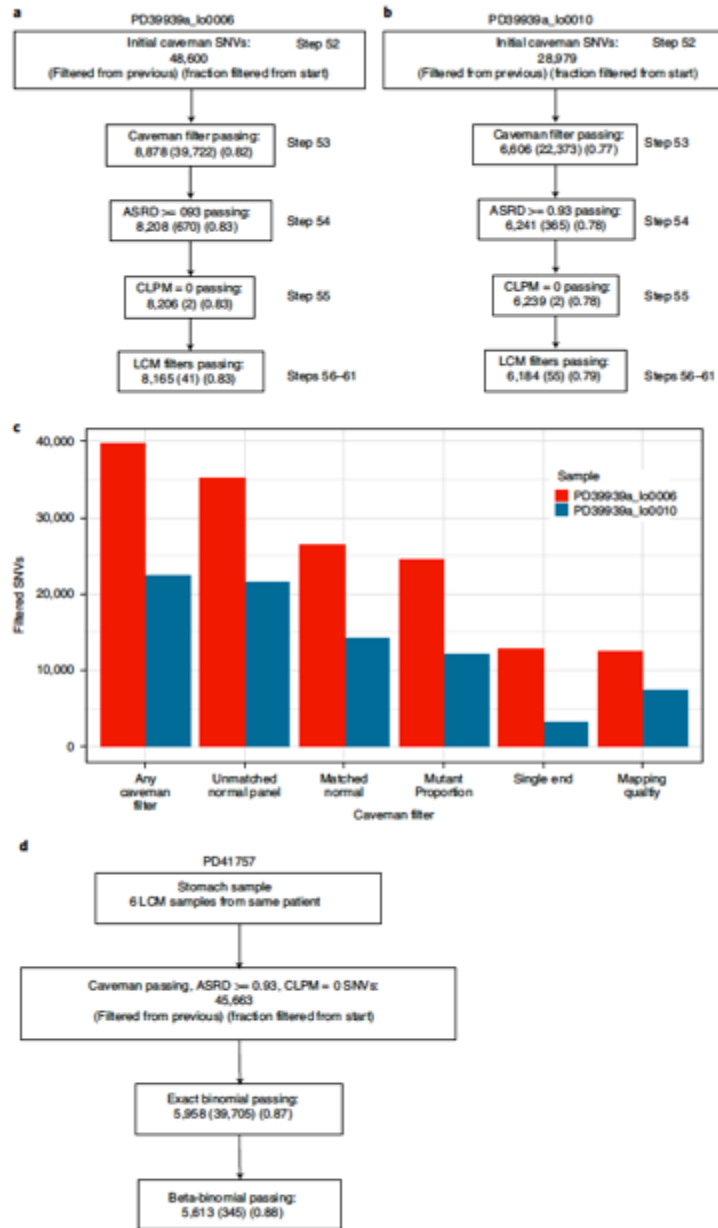 a
PD39939a_lo0006
Initial caveman SNVs:
Step 52
48,600
(Filtered from previous) (fraction filtered from start)
Caveman filter passing:
8,878 (39,722) (0.82)
Step 53
ASRD >= 093 passing:
8,208 (670) (0.83)
Step 54
CLPM = 0 passing:
8,206 (2) (0.83)
Step 55
LCM filters passing:
8,165 (41) (0.83)
Steps 56–61
b
PD39939a_lo0010
Initial caveman SNVs:
Step 52
28,979
(Filtered from previous) (fraction filtered from start)
Caveman filter passing:
6,606 (22,373) (0.77)
Step 53
ASRD >= 0.93 passing:
6,241 (365) (0.78)
Step 54
CLPM = 0 passing:
6,239 (2) (0.78)
Step 55
LCM filters passing:
6,184 (55) (0.79)
Steps 56–61
c
40,000
30,000
20,000
10,000
0
Filtered SNVs
Sample
PD39939a_lo0006
PD39939a_lo0010
Any
caveman
filter
Unmatched
normal panel
Matched
normal
Mutant
Proportion
Single end
Mapping
quality
Caveman filter
d
PD41757
Stomach sample
6 LCM samples from same patient
Caveman passing, ASRD >= 0.93, CLPM = 0 SNVs:
45,663
(Filtered from previous) (fraction filtered from start)
Exact binomial passing:
5,958 (39,705) (0.87)
Beta-binomial passing:
5,613 (345) (0.88)